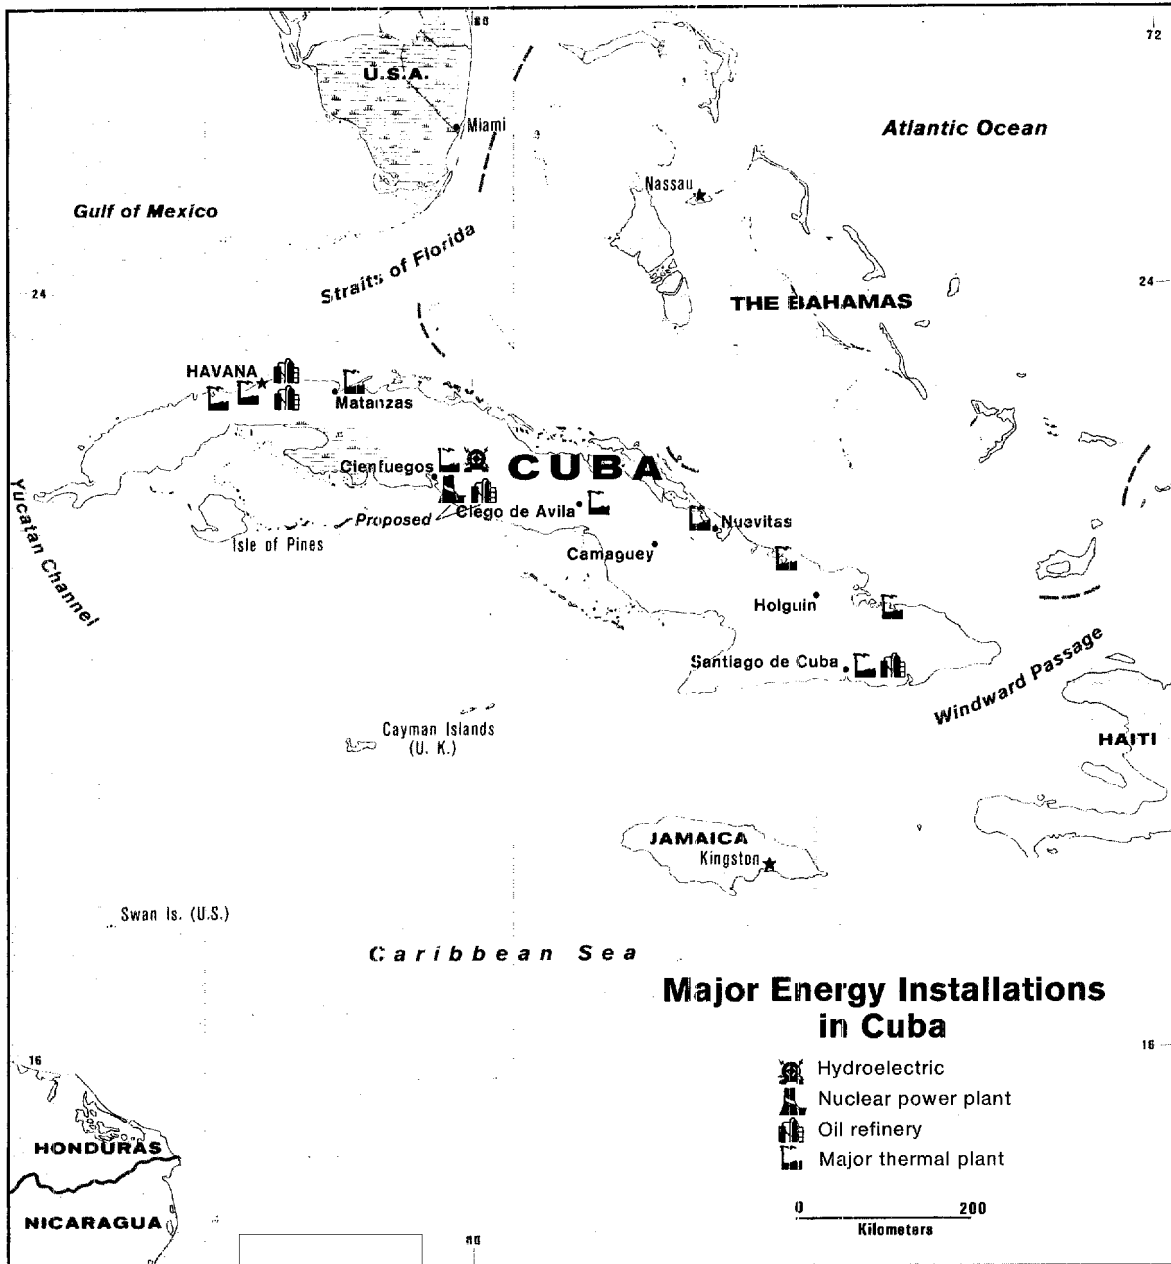 80
72
U.S.A.
Miami
Atlantic Ocean
Nassau
Gulf of Mexico
Straits of Florida
24
24
THE BAHAMAS
HAVANA
Matanzas
Cienfuegos
CUBA
Yucatan Channel
Proposed
Ciego de Avila
Nuevitas
Isle of Pines
Camaguey
Holguin
Santiago de Cuba
Windward Passage
Cayman Islands
(U. K.)
HAITI
JAMAICA
Kingston
Swan Is. (U.S.)
Caribbean Sea
Major Energy Installations
in Cuba
16
16
Hydroelectric
Nuclear power plant
Oil refinery
Major thermal plant
HONDURAS
NICARAGUA
0 200
Kilometers
80